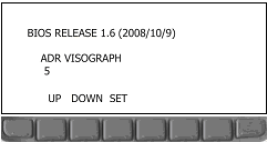 BIOS RELEASE 1.6 (2008/10/9)
ADR VISOGRAPH
5
UP DOWN SET